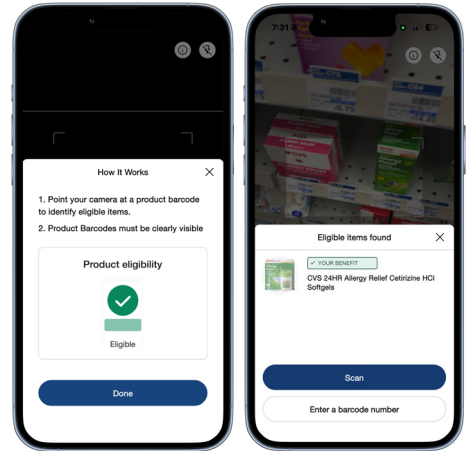 How It Works
1. Point your camera at a product barcode
to identify eligible items.
2. Product Barcodes must be clearly visible
Product eligibility
Eligible
Done
7:31
C75
C64
Eligible items found
YOUR BENEFIT
CVS 24HR Allergy Relief Cetirizine HCl
Softgels
Scan
Enter a barcode number